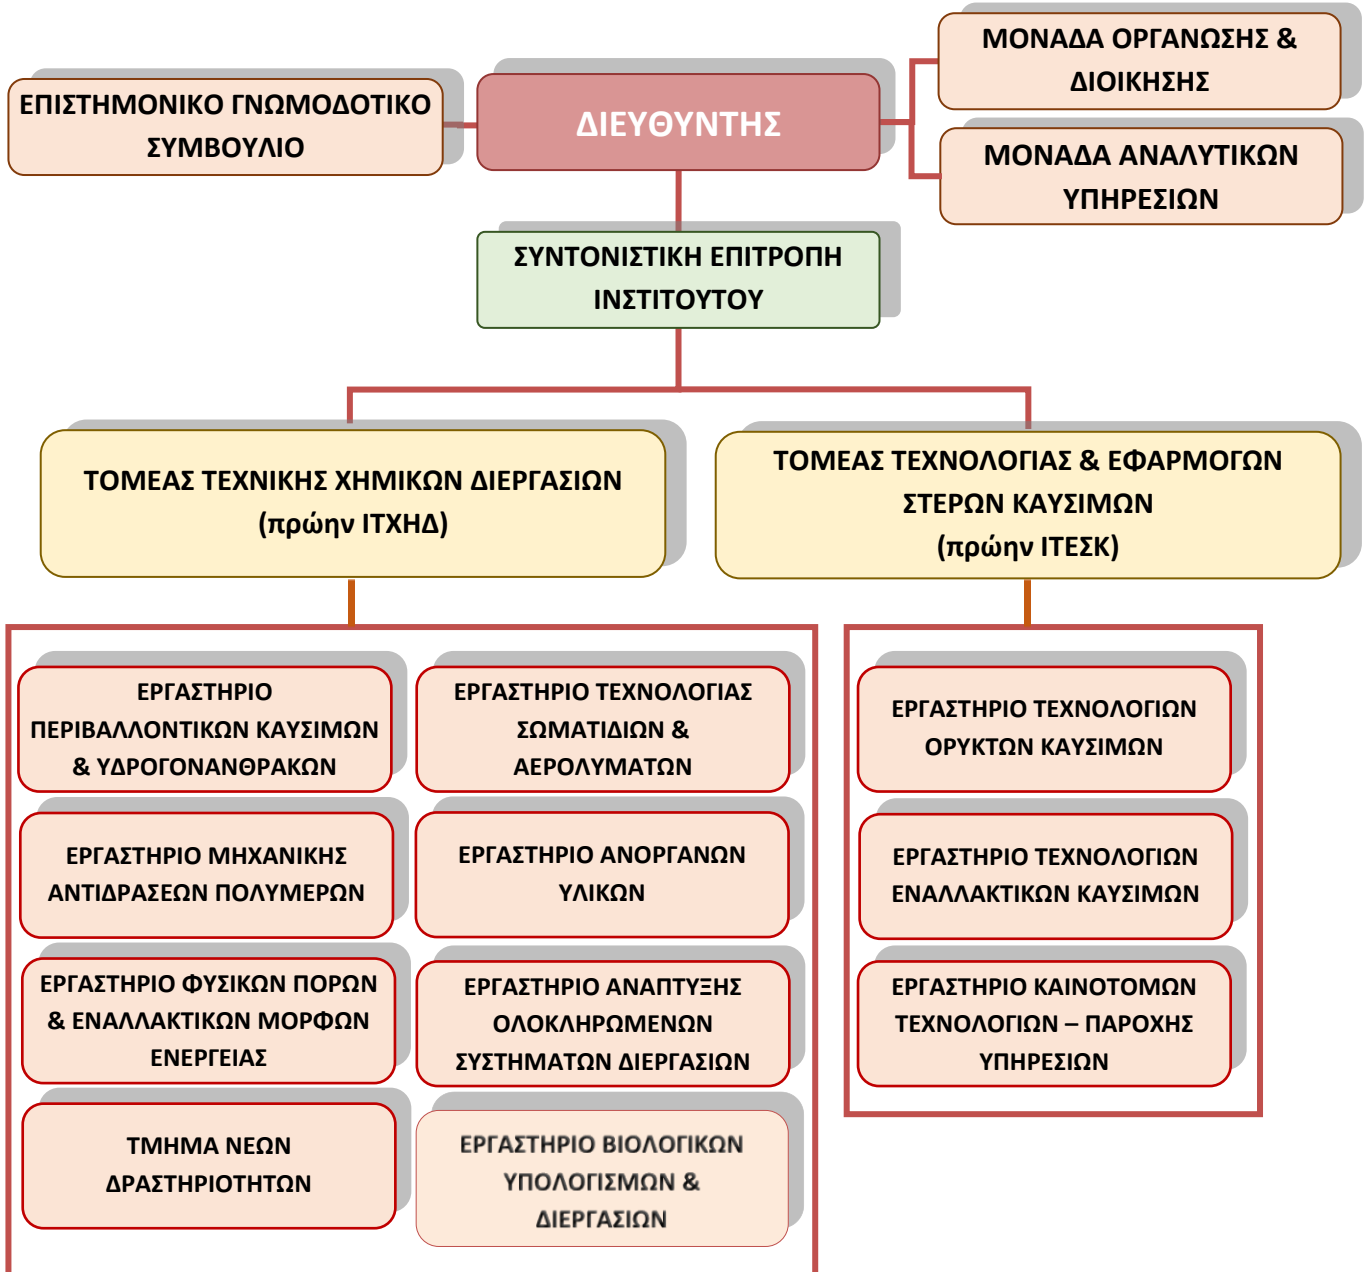 ΕΠΙΣΤΗΜΟΝΙΚΟ ΓΝΩΜΟΔΟΤΙΚΟ
ΣΥΜΒΟΥΛΙΟ
ΔΙΕΥΘΥΝΤΗΣ
ΜΟΝΑΔΑ ΟΡΓΑΝΩΣΗΣ &
ΔΙΟΙΚΗΣΗΣ
ΜΟΝΑΔΑ ΑΝΑΛΥΤΙΚΩΝ
ΥΠΗΡΕΣΙΩΝ
ΣΥΝΤΟΝΙΣΤΙΚΗ ΕΠΙΤΡΟΠΗ
ΙΝΣΤΙΤΟΥΤΟΥ
ΤΟΜΕΑΣ ΤΕΧΝΙΚΗΣ ΧΗΜΙΚΩΝ ΔΙΕΡΓΑΣΙΩΝ
(πρώην ΙΤΧΗΔ)
ΤΟΜΕΑΣ ΤΕΧΝΟΛΟΓΙΑΣ & ΕΦΑΡΜΟΓΩΝ
ΣΤΕΡΩΝ ΚΑΥΣΙΜΩΝ
(πρώην ΙΤΕΣΚ)
ΕΡΓΑΣΤΗΡΙΟ
ΠΕΡΙΒΑΛΛΟΝΤΙΚΩΝ ΚΑΥΣΙΜΩΝ
& ΥΔΡΟΓΟΝΑΝΘΡΑΚΩΝ
ΕΡΓΑΣΤΗΡΙΟ ΤΕΧΝΟΛΟΓΙΑΣ
ΣΩΜΑΤΙΔΙΩΝ &
ΑΕΡΟΛΥΜΑΤΩΝ
ΕΡΓΑΣΤΗΡΙΟ ΜΗΧΑΝΙΚΗΣ
ΑΝΤΙΔΡΑΣΕΩΝ ΠΟΛΥΜΕΡΩΝ
ΕΡΓΑΣΤΗΡΙΟ ΑΝΟΡΓΑΝΩΝ
ΥΛΙΚΩΝ
ΕΡΓΑΣΤΗΡΙΟ ΦΥΣΙΚΩΝ ΠΟΡΩΝ
& ΕΝΑΛΛΑΚΤΙΚΩΝ ΜΟΡΦΩΝ
ΕΝΕΡΓΕΙΑΣ
ΕΡΓΑΣΤΗΡΙΟ ΑΝΑΠΤΥΞΗΣ
ΟΛΟΚΛΗΡΩΜΕΝΩΝ
ΣΥΣΤΗΜΑΤΩΝ ΔΙΕΡΓΑΣΙΩΝ
ΤΜΗΜΑ ΝΕΩΝ
ΔΡΑΣΤΗΡΙΟΤΗΤΩΝ
ΕΡΓΑΣΤΗΡΙΟ ΒΙΟΛΟΓΙΚΩΝ
ΥΠΟΛΟΓΙΣΜΩΝ &
ΔΙΕΡΓΑΣΙΩΝ
ΕΡΓΑΣΤΗΡΙΟ ΤΕΧΝΟΛΟΓΙΩΝ
ΟΡΥΚΤΩΝ ΚΑΥΣΙΜΩΝ
ΕΡΓΑΣΤΗΡΙΟ ΤΕΧΝΟΛΟΓΙΩΝ
ΕΝΑΛΛΑΚΤΙΚΩΝ ΚΑΥΣΙΜΩΝ
ΕΡΓΑΣΤΗΡΙΟ ΚΑΙΝΟΤΟΜΩΝ
ΤΕΧΝΟΛΟΓΙΩΝ – ΠΑΡΟΧΗΣ
ΥΠΗΡΕΣΙΩΝ